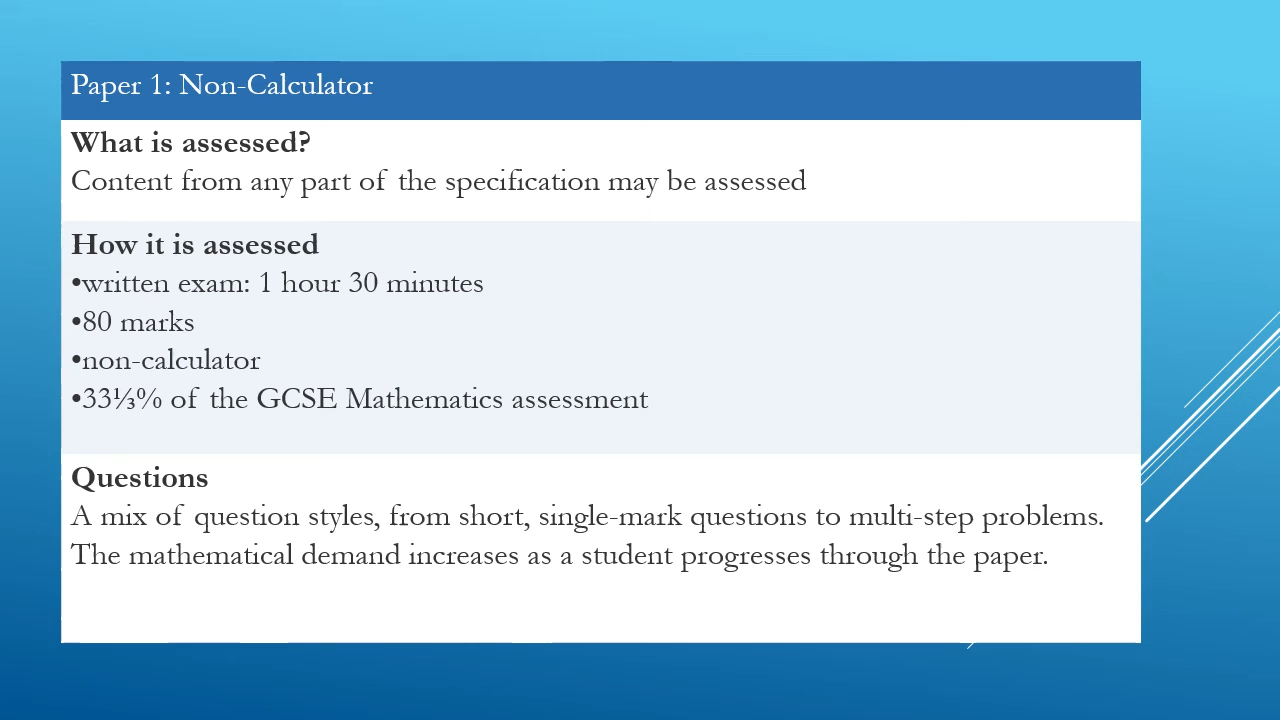 Paper 1: Non-Calculator
What is assessed?
Content from any part of the specification may be assessed
How it is assessed
•written exam: 1 hour 30 minutes
•80 marks
•non-calculator
•33⅓% of the GCSE Mathematics assessment
Questions
A mix of question styles, from short, single-mark questions to multi-step problems.
The mathematical demand increases as a student progresses through the paper.